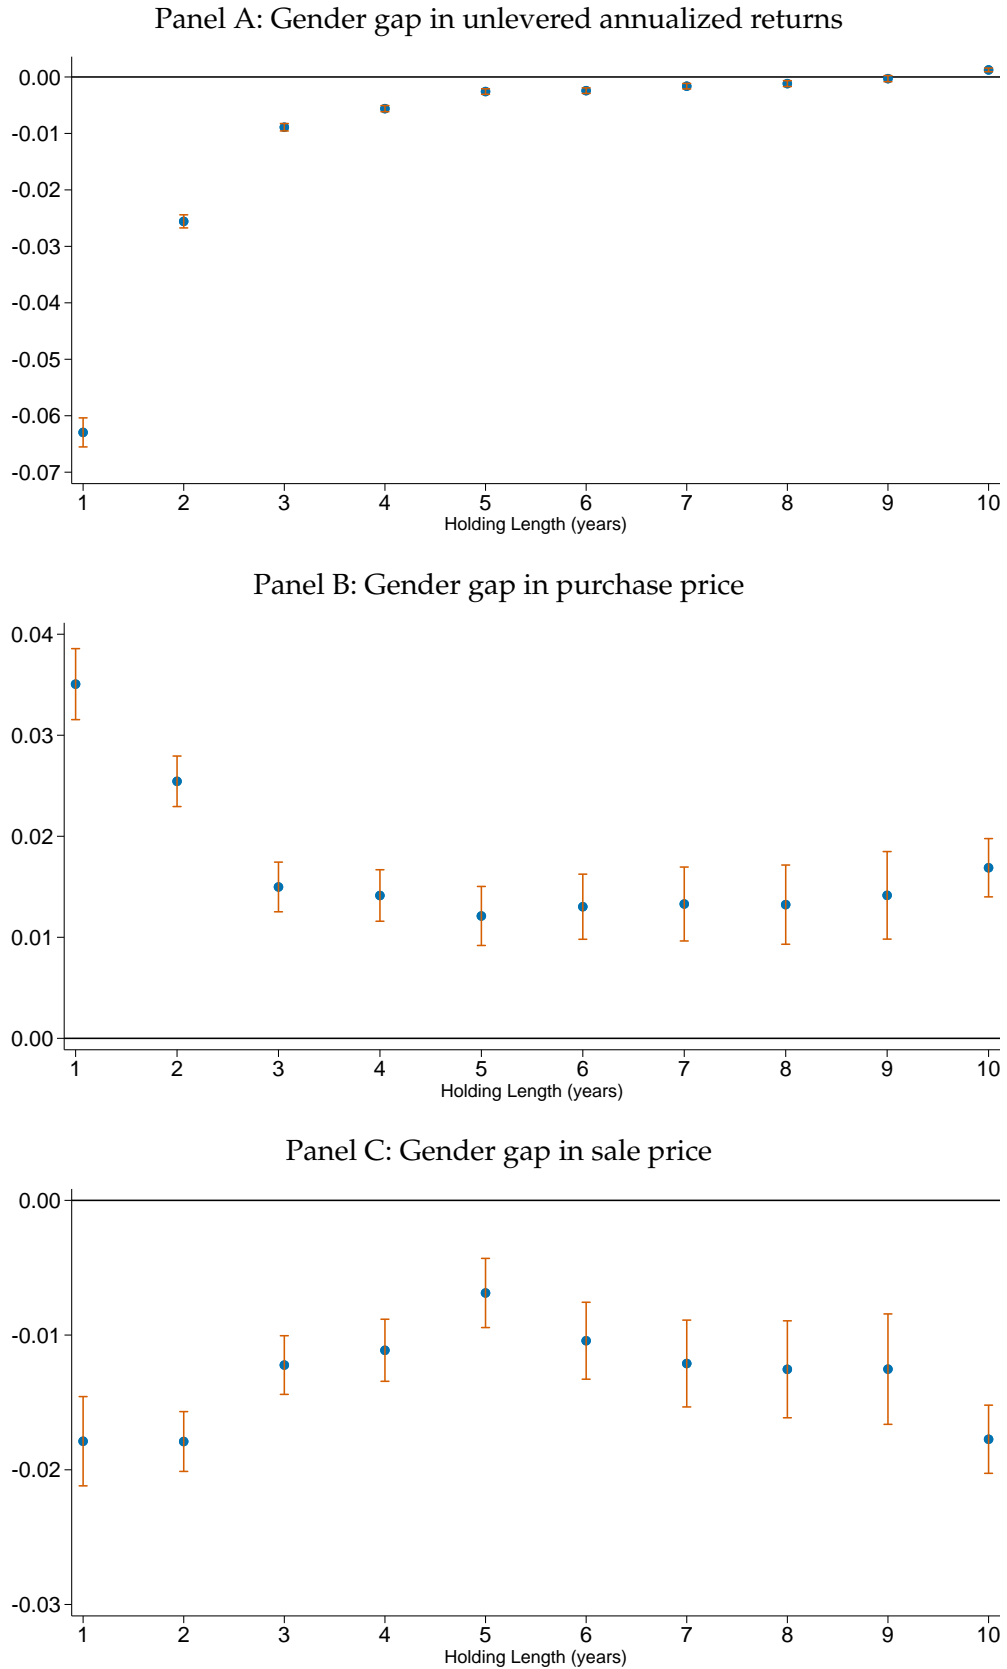 Panel A: Gender gap in unlevered annualized returns
0.00
-0.01
-0.02
-0.03
-0.04
-0.05
-0.06
-0.07
1 2 3 4 5 6 7 8 9 10
Holding Length (years)
Panel B: Gender gap in purchase price
0.04
0.03
0.02
0.01
0.00
1 2 3 4 5 6 7 8 9 10
Holding Length (years)
Panel C: Gender gap in sale price
0.00
-0.01
-0.02
-0.03
1 2 3 4 5 6 7 8 9 10
Holding Length (years)